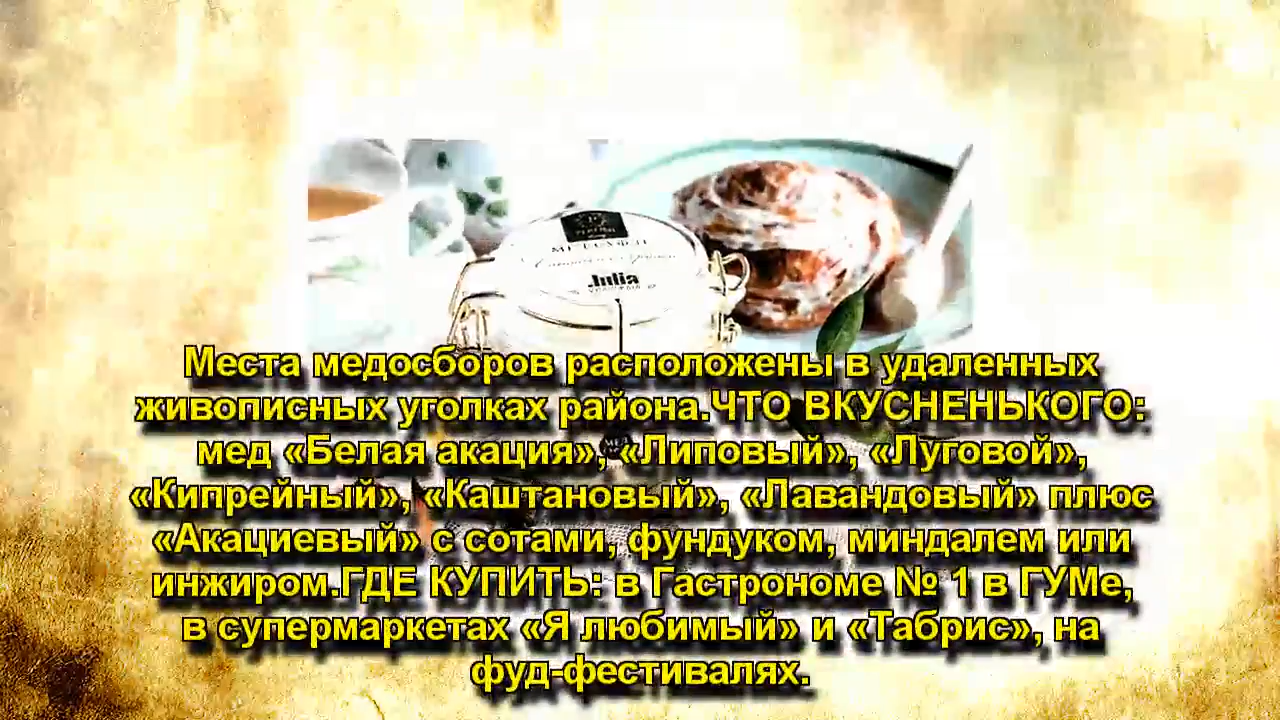 Julia
Места медосборов расположены в удаленных
живописных уголках района.ЧТО ВКУСНЕНЬКОГО:
мед «Белая акация», «Липовый», «Луговой»,
«Кипрейный», «Каштановый», «Лавандовый» плюс
«Акациевый» с сотами, фундуком, миндалем или
инжиром.ГДЕ КУПИТЬ: в Гастрономе № 1 в ГУМе,
в супермаркетах «Я любимый» и «Табрис», на
фуд-фестивалях.